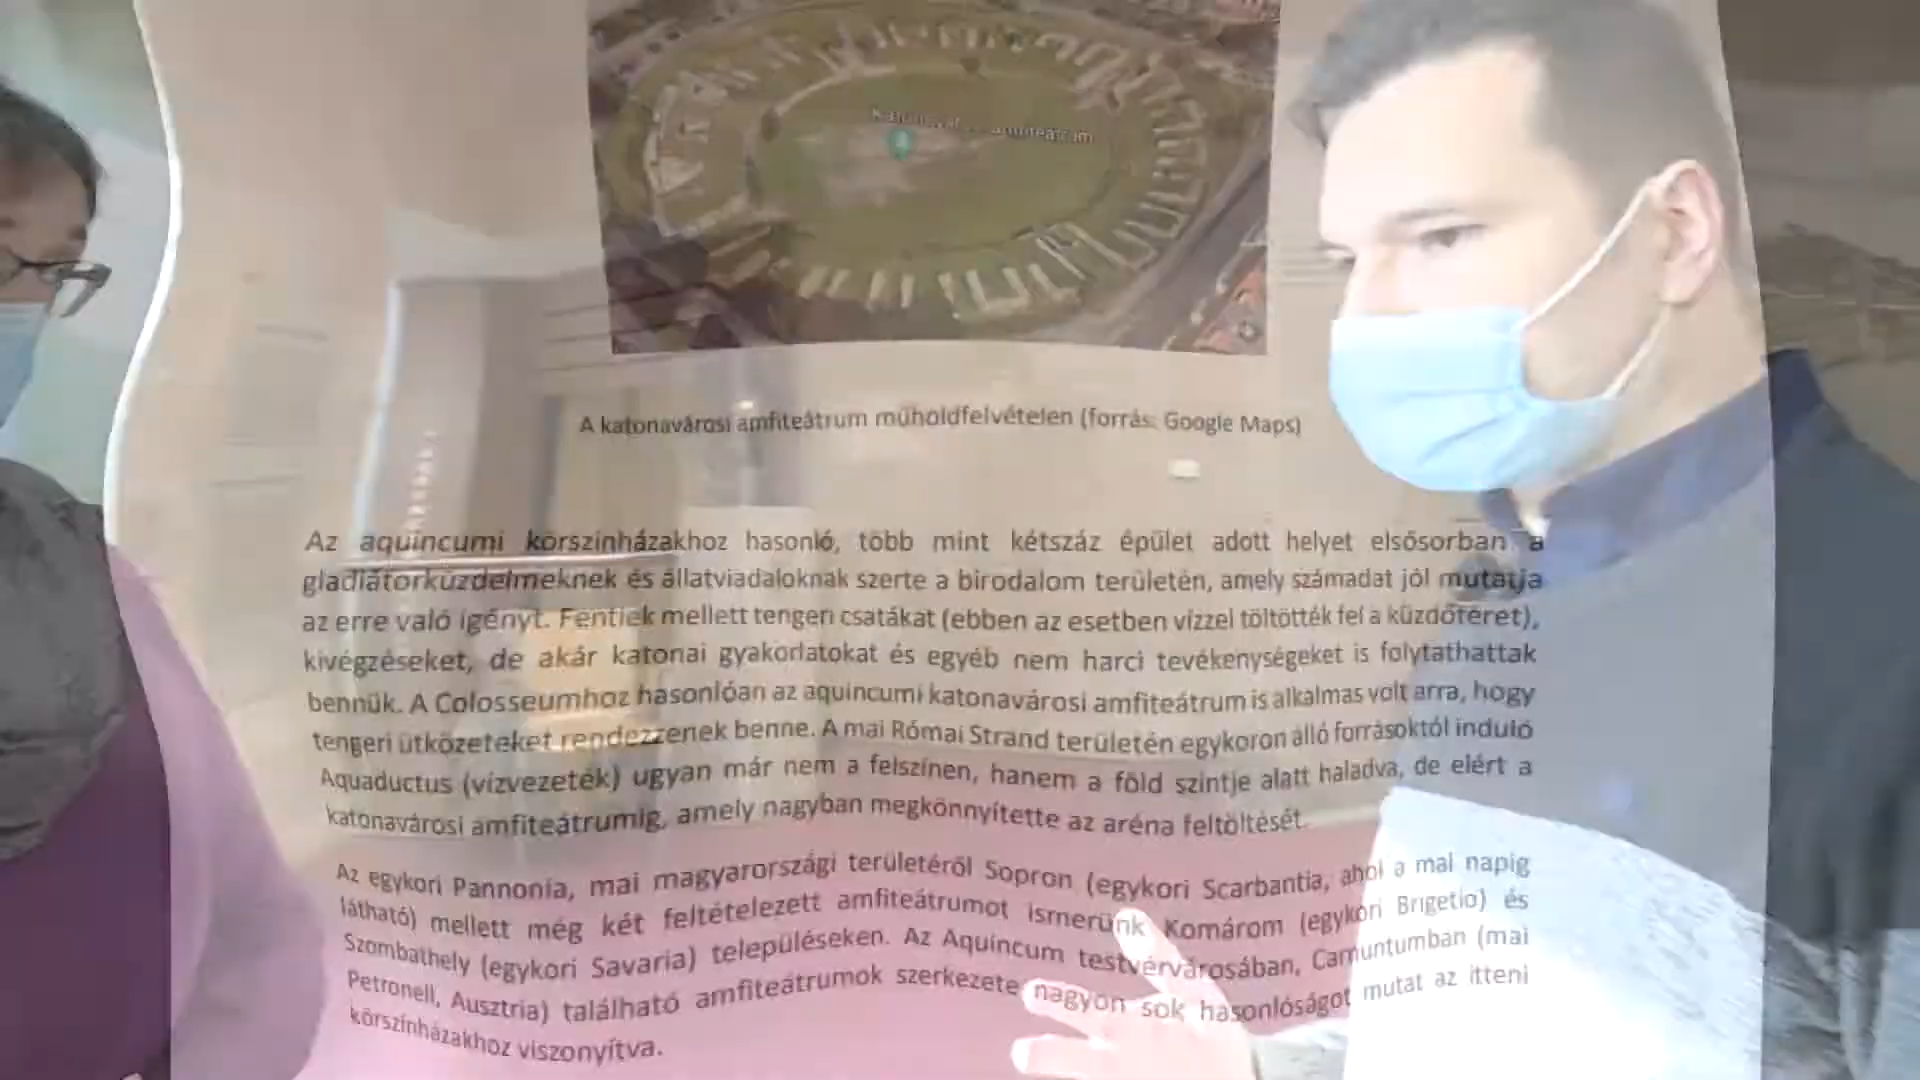 Katonavárosi amfiteátrum
A katonavárosi amfiteátrum műholdfelvételen (forrás: Google Maps)
Az aquincumi körszínházakhoz hasonló, több mint kétszáz épület adott helyet elsősorban a
gladiátorküzdelmeknek és állatviadaloknak szerte a birodalom területén, amely számadat jól mutatja
az erre való igényt. Fentiek mellett tengeri csatákat (ebben az esetben vízzel töltötték fel a küzdőteret),
kivégzéseket, de akár katonai gyakorlatokat és egyéb nem harci tevékenységeket is folytathattak
bennük. A Colosseumhoz hasonlóan az aquincumi katonavárosi amfiteátrum is alkalmas volt arra, hogy
tengeri ütközeteket rendezzenek benne. A mai Római Strand területén egykoron álló forrásoktól induló
Aquaductus (vízvezeték) ugyan már nem a felszínen, hanem a föld szintje alatt haladva, de elért a
katonavárosi amfiteátrumig, amely nagyban megkönnyítette az aréna feltöltését.
Az egykori Pannonia, mai magyarországi területéről Sopron (egykori Scarbantia, ahol a mai napig
látható) mellett még két feltételezett amfiteátrumot ismerünk Komárom (egykori Brigetio) és
Szombathely (egykori Savaria) településeken. Az Aquincum testvérvárosában, Carnuntumban (mai
Petronell, Ausztria) található amfiteátrumok szerkezete nagyon sok hasonlóságot mutat az itteni
körszínházakhoz viszonyítva.